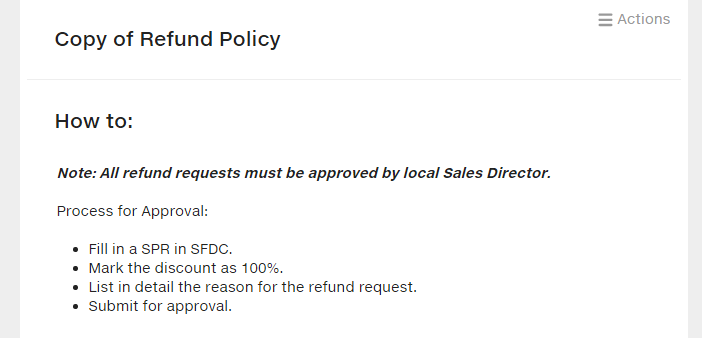 Actions
Copy of Refund Policy
How to:
Note: All refund requests must be approved by local Sales Director.
Process for Approval:
• Fill in a SPR in SFDC.
• Mark the discount as 100%.
• List in detail the reason for the refund request.
• Submit for approval.